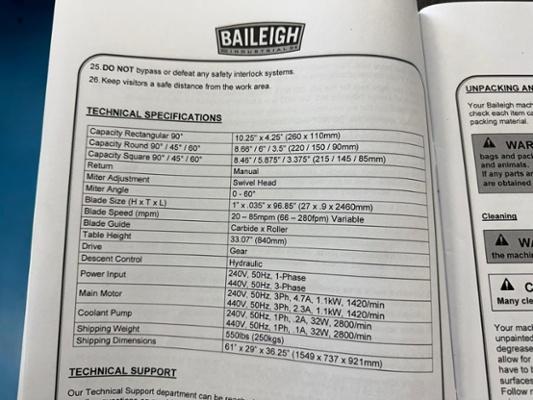 BAILEIGH
INDUSTRIAL
25. DO NOT bypass or defeat any safety interlock systems.
26. Keep visitors a safe distance from the work area.
TECHNICAL SPECIFICATIONS
Capacity Rectangular 90° 10.25" x 4.25" (260 x 110mm)
Capacity Round 90° / 45° / 60° 8.66" / 6" / 3.5" (220 / 150 / 90mm)
Capacity Square 90° / 45° / 60° 8.46" / 5.875" / 3.375" (215 / 145 / 85mm)
Return Manual
Miter Adjustment Swivel Head
Miter Angle 0 - 60°
Blade Size (H x T x L) 1" x .035" x 96.85" (27 x .9 x 2460mm)
Blade Speed (mpm) 20 – 85mpm (66 – 280fpm) Variable
Blade Guide Carbide x Roller
Table Height 33.07" (840mm)
Drive Gear
Descent Control Hydraulic
Power Input 240V, 50Hz, 1-Phase
440V, 50Hz, 3-Phase
Main Motor 240V, 50Hz, 3Ph, 4.7A, 1.1kW, 1420/min
440V, 50Hz, 3Ph, 2.3A, 1.1kW, 1420/min
Coolant Pump 240V, 50Hz, 1Ph, .2A, 32W, 2800/min
440V, 50Hz, 1Ph, .1A, 32W, 2800/min
Shipping Weight 550lbs (250kgs)
Shipping Dimensions 61" x 29" x 36.25" (1549 x 737 x 921mm)
TECHNICAL SUPPORT
Our Technical Support department can be
UNPACKING AN
Your Baileigh mach
check each item ca
packing material.
WAR
bags and pac
and animals.
If any parts ar
are obtained
Cleaning
WA
the machin
C
Many cle
Your mach
unpainted
degrease
allow for
have to b
surfaces
Follow